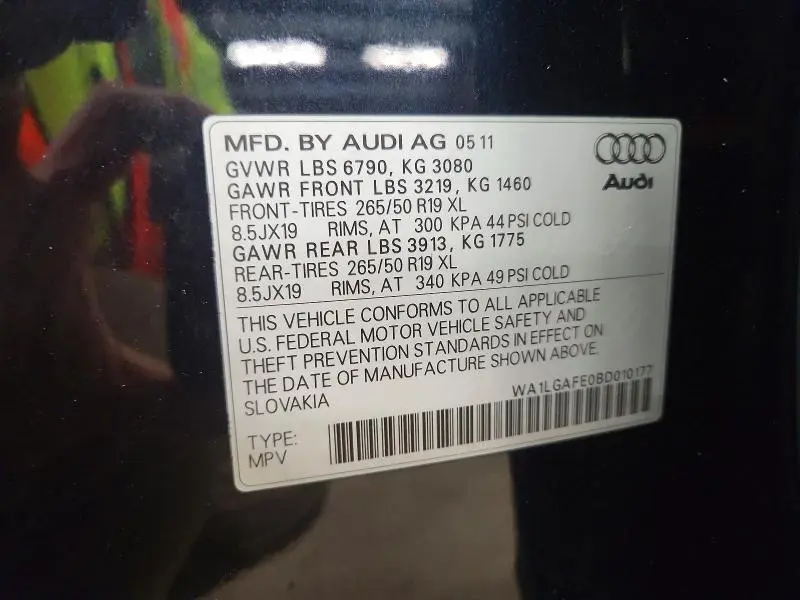 MFD. BY AUDI AG 05 11
GVWR LBS 6790, KG 3080
GAWR FRONT LBS 3219, KG 1460
FRONT-TIRES 265/50 R19 XL
8.5JX19 RIMS, AT 300 KPA 44 PSI COLD
GAWR REAR LBS 3913, KG 1775
REAR-TIRES 265/50 R19 XL
8.5JX19 RIMS, AT 340 KPA 49 PSI COLD
Audi
THIS VEHICLE CONFORMS TO ALL APPLICABLE
U.S. FEDERAL MOTOR VEHICLE SAFETY AND
THEFT PREVENTION STANDARDS IN EFFECT ON
THE DATE OF MANUFACTURE SHOWN ABOVE.
SLOVAKIA
WA1LGAFE0BD010177
TYPE:
MPV